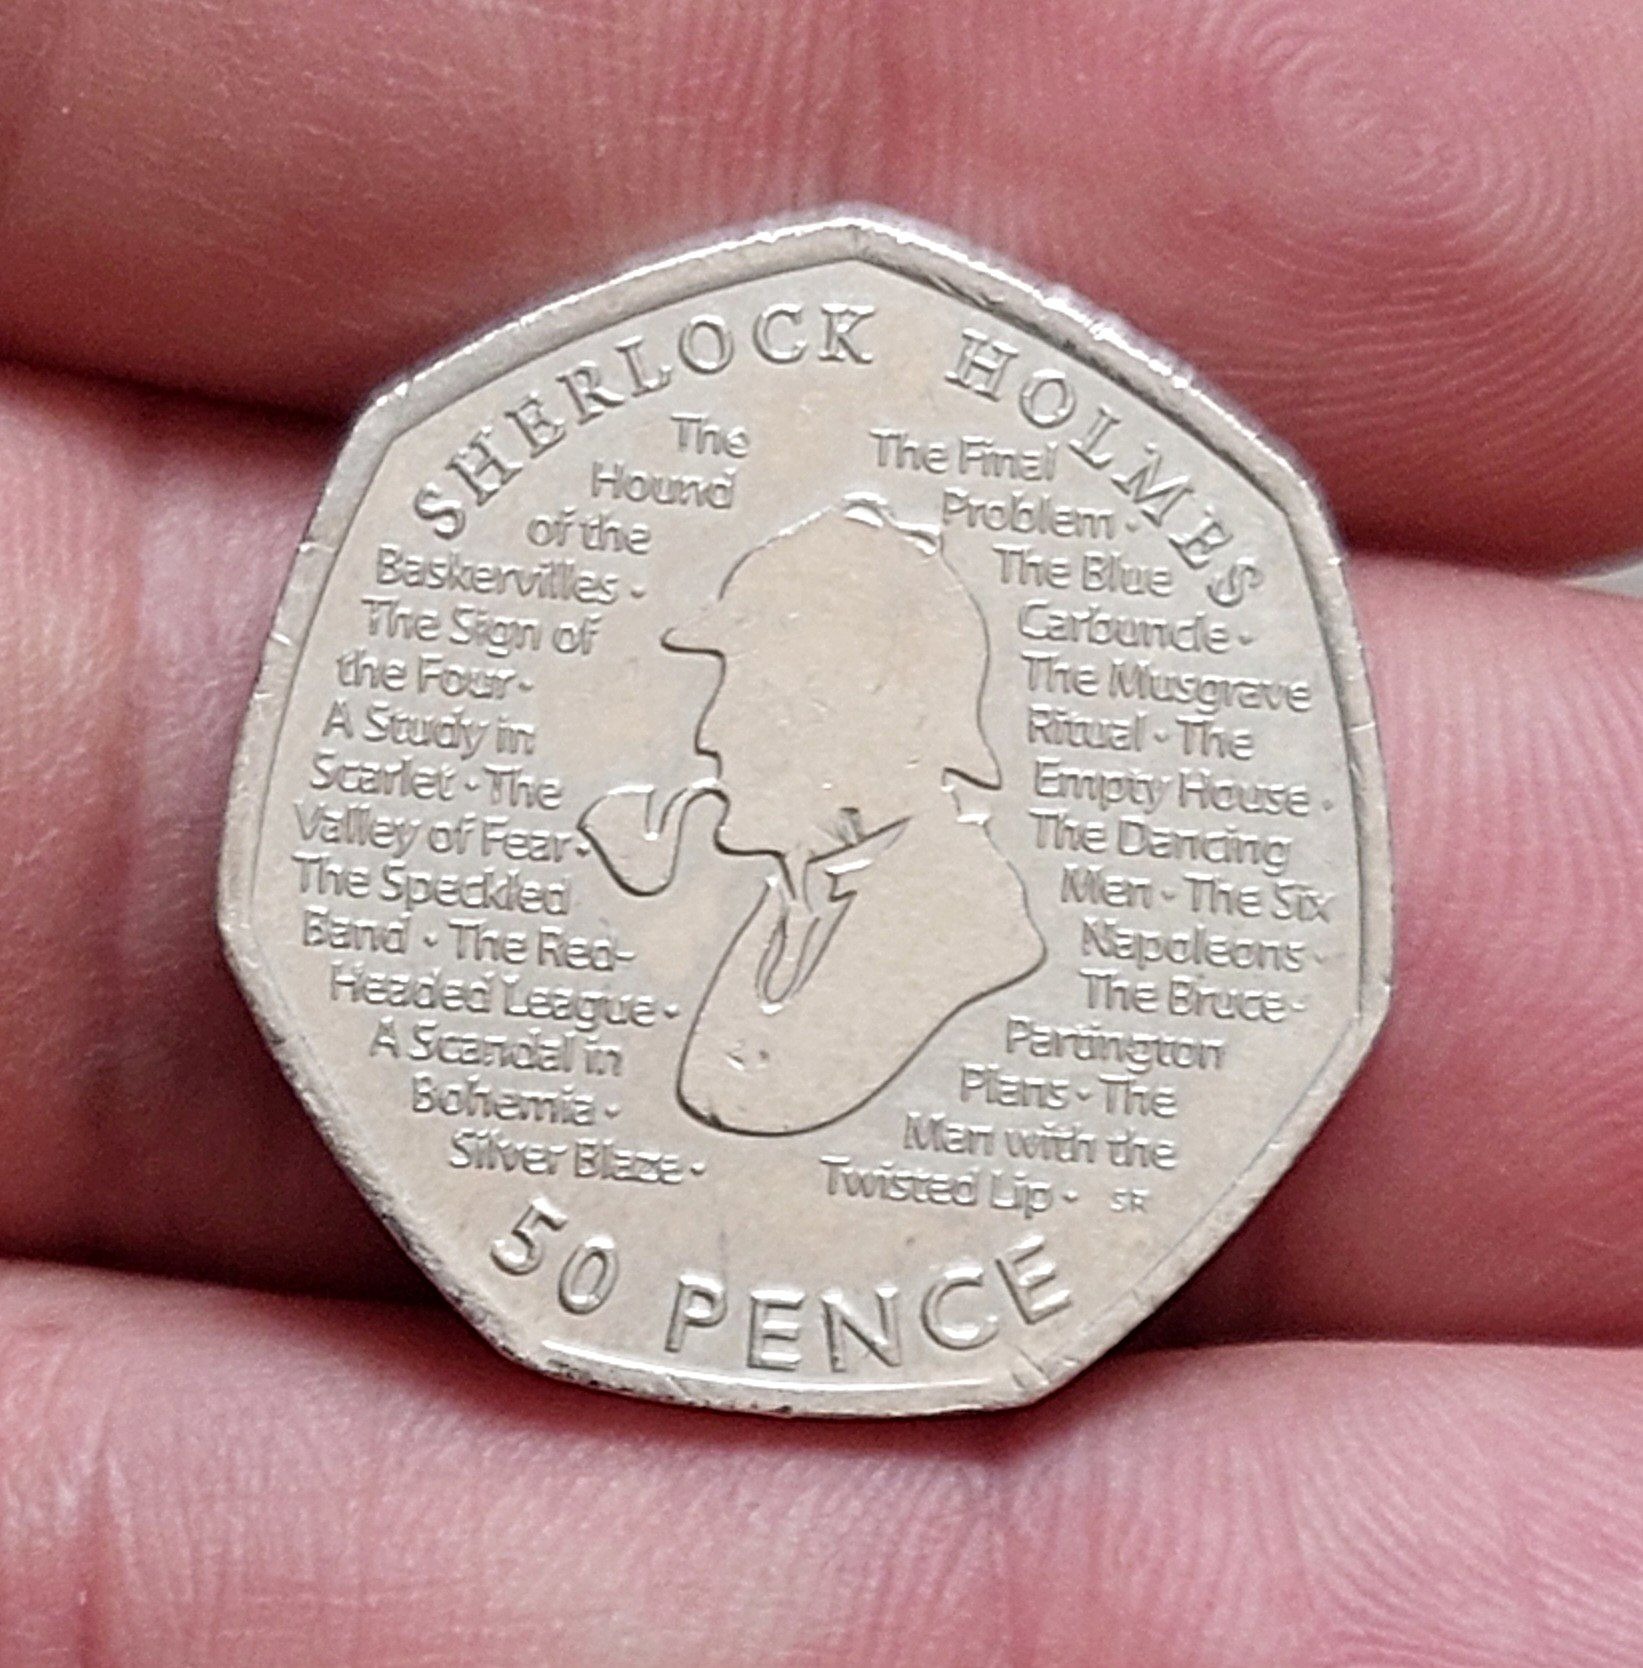 SHERLOCK HOLMES
The
Hound
of the
Baskervilles ·
The Sign of
the Four ·
A Study in
Scarlet · The
Valley of Fear ·
The Speckled
Band · The Red-
Headed League ·
A Scandal in
Bohemia ·
Silver Blaze ·
The Final
Problem ·
The Blue
Carbuncle ·
The Musgrave
Ritual · The
Empty House ·
The Dancing
Men · The Six
Napoleons ·
The Bruce-
Partington
Plans · The
Man with the
Twisted Lip · SR
50 PENCE